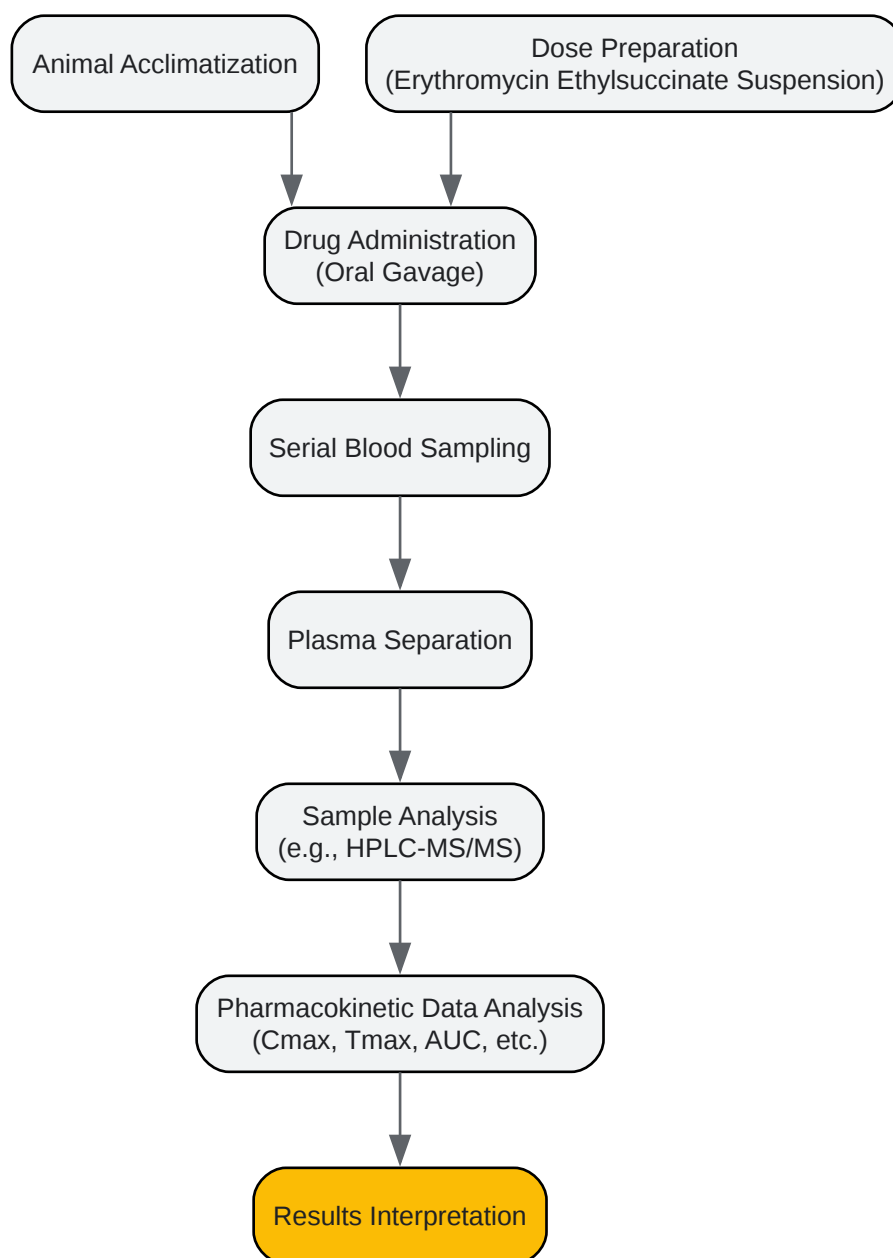 Animal Acclimatization
Dose Preparation
(Erythromycin Ethylsuccinate Suspension)
Drug Administration
(Oral Gavage)
Serial Blood Sampling
Plasma Separation
Sample Analysis
(e.g., HPLC-MS/MS)
Pharmacokinetic Data Analysis
(Cmax, Tmax, AUC, etc.)
Results Interpretation